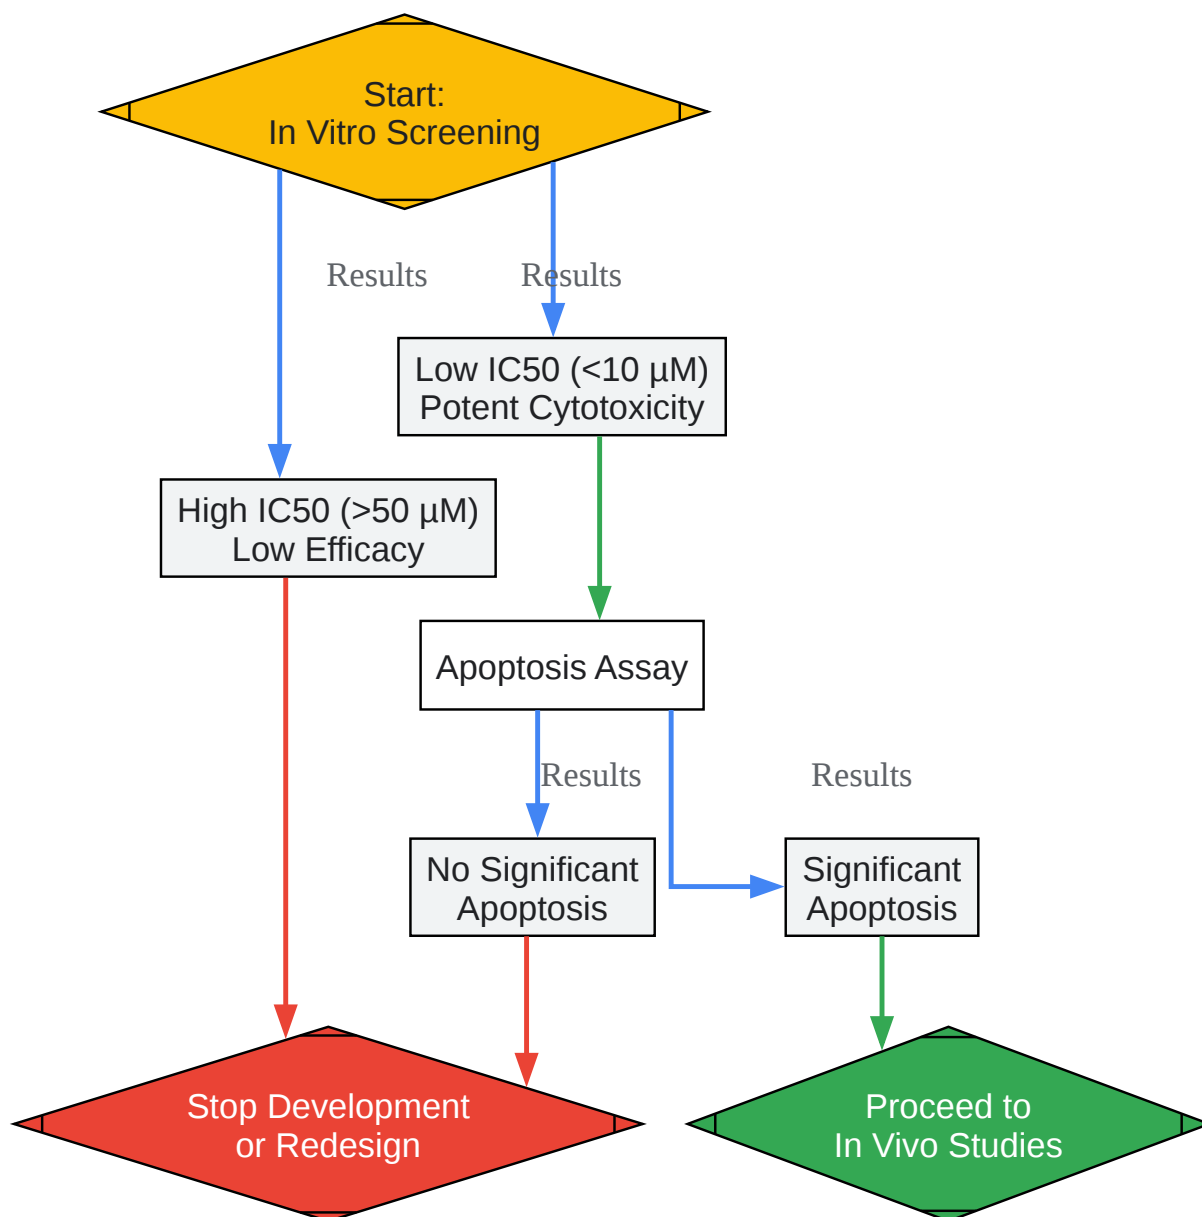 Start:
In Vitro Screening
Results
Results
Low IC50 (<10 µM)
Potent Cytotoxicity
High IC50 (>50 µM)
Low Efficacy
Apoptosis Assay
Results
Results
No Significant
Apoptosis
Significant
Apoptosis
Stop Development
or Redesign
Proceed to
In Vivo Studies